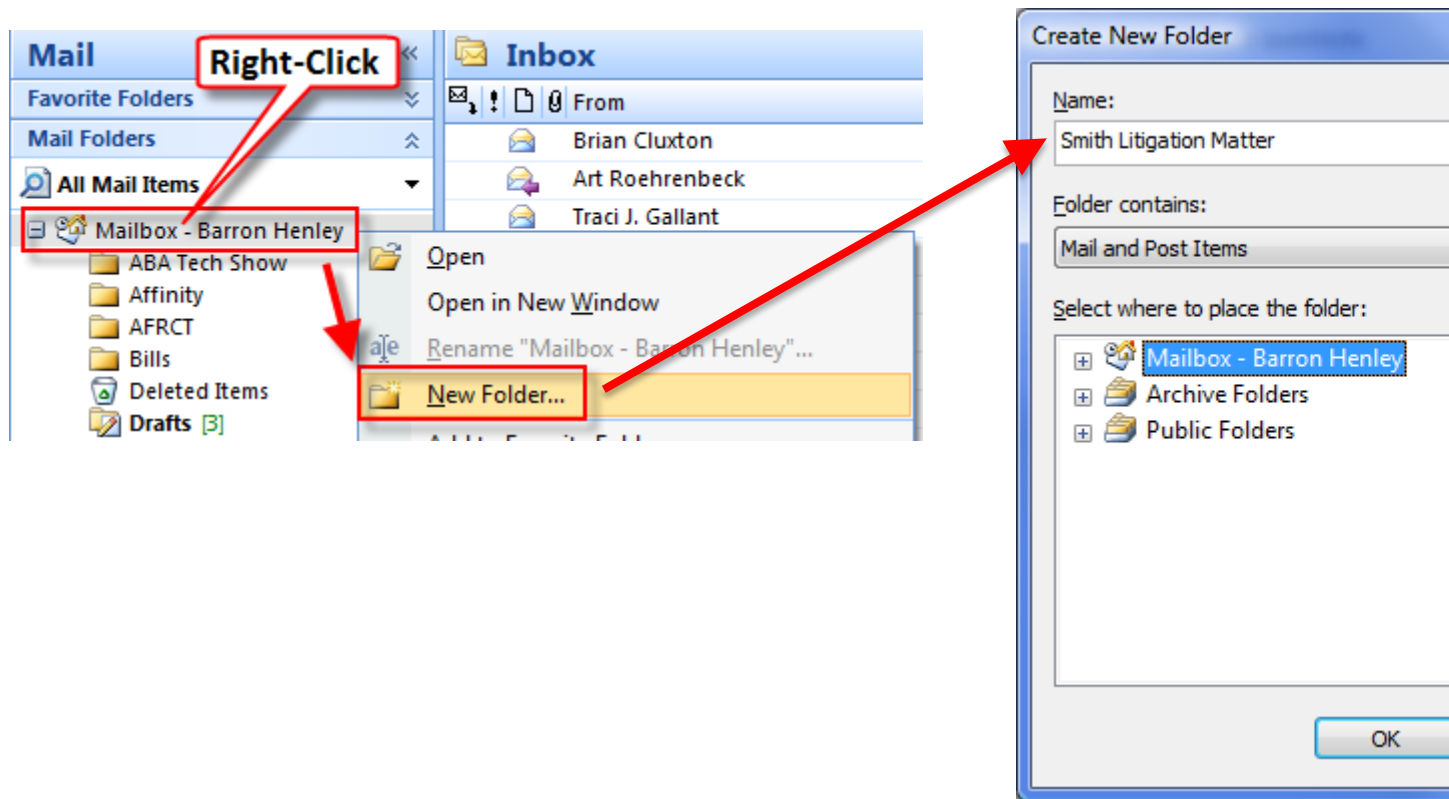 Mail
Right-Click
«
Favorite Folders
Mail Folders
All Mail Items
Mailbox - Barron Henley
ABA Tech Show
Affinity
AFRCT
Bills
Deleted Items
Drafts [3]
Inbox
From
Brian Cluxton
Art Roehrenbeck
Traci J. Gallant
Open
Open in New Window
Rename "Mailbox - Barron Henley"...
New Folder...
Create New Folder
Name:
Smith Litigation Matter
Folder contains:
Mail and Post Items
Select where to place the folder:
Mailbox - Barron Henley
Archive Folders
Public Folders
OK